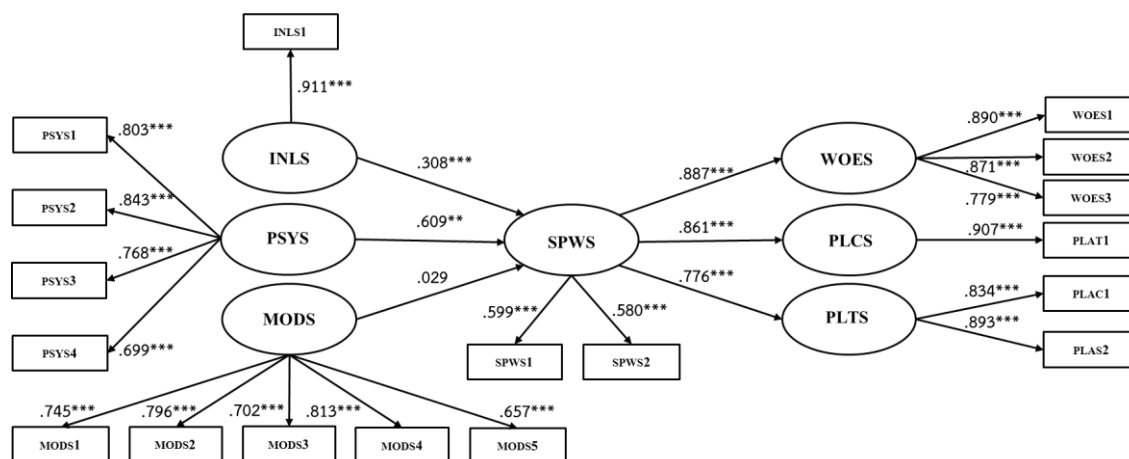 INLS1
.911***
PSYS1
.803***
INLS
.308***
PSYS2
.843***
PSYS
.609**
PSYS3
.768***
MODS
.029
PSYS4
.699***
SPWS
.599***
.580***
SPWS1
SPWS2
.887***
WOES
.890***
WOES1
.871***
WOES2
.779***
WOES3
.861***
PLCS
.907***
PLAT1
.776***
PLTS
.834***
PLAC1
.893***
PLAS2
.745***
.796***
.702***
.813***
.657***
MODS1
MODS2
MODS3
MODS4
MODS5